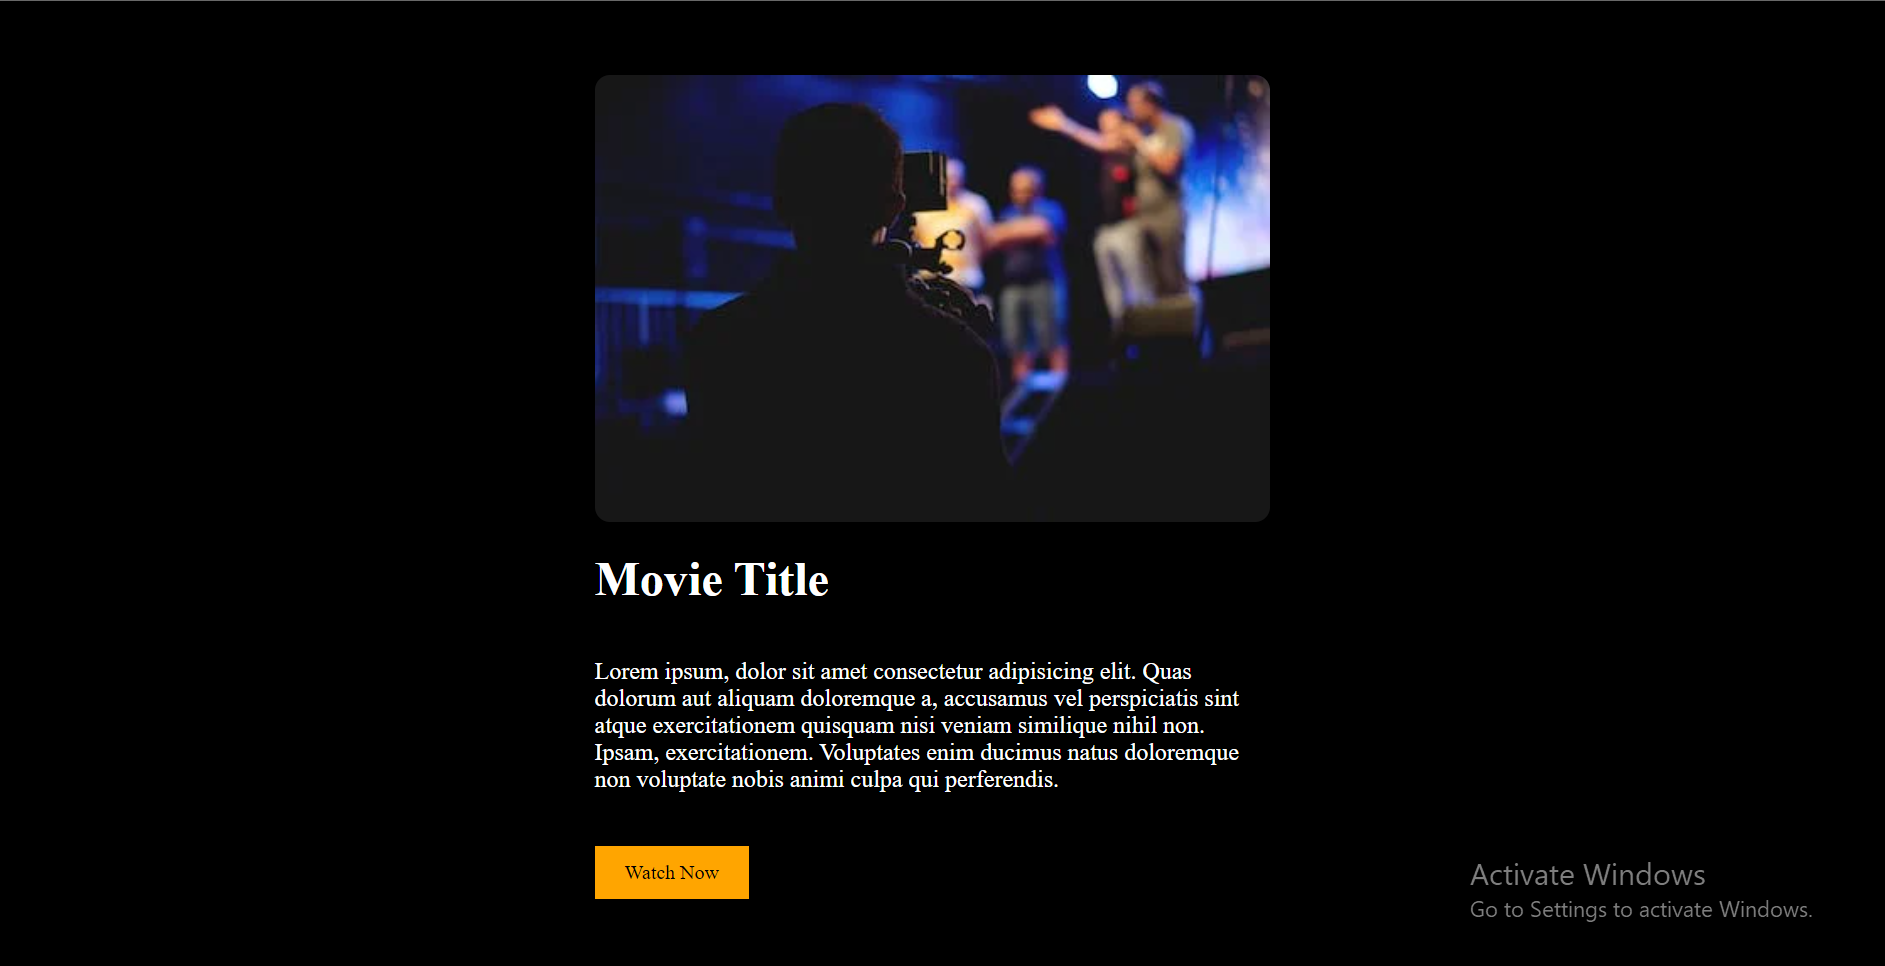 Movie Title
Lorem ipsum, dolor sit amet consectetur adipisicing elit. Quas
dolorum aut aliquam doloremque a, accusamus vel perspiciatis sint
atque exercitationem quisquam nisi veniam similique nihil non.
Ipsam, exercitationem. Voluptates enim ducimus natus doloremque
non voluptate nobis animi culpa qui perferendis.
Watch Now
Activate Windows
Go to Settings to activate Windows.